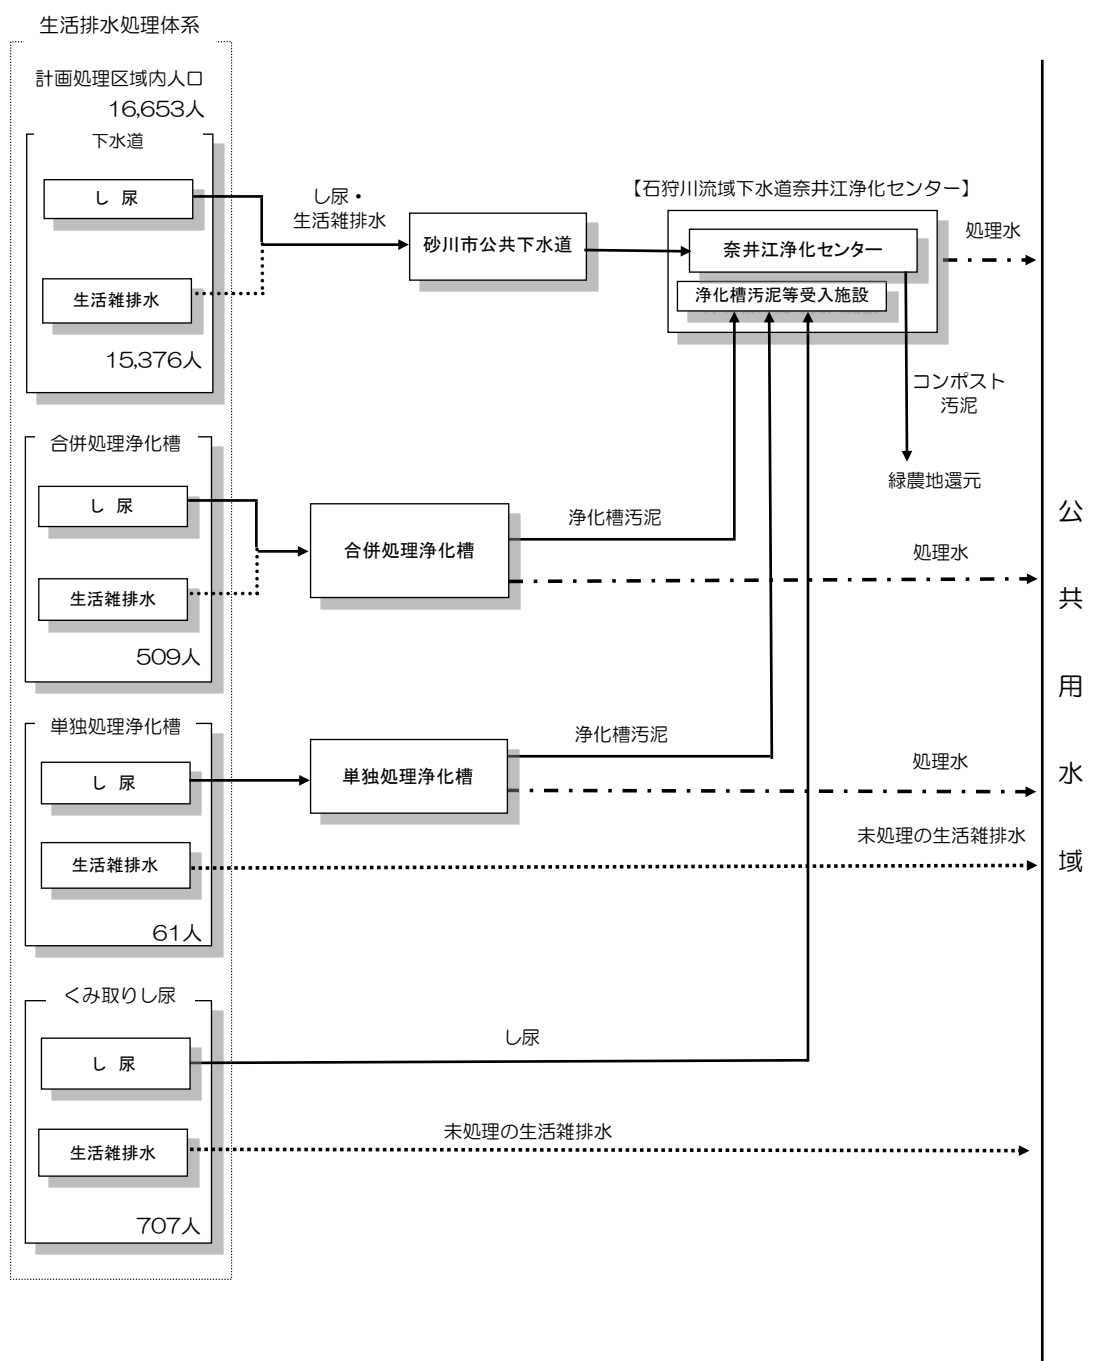 生活排水処理体系
計画処理区域内人口
16,653人
下水道
し 尿
生活雑排水
15,376人
し尿・
生活雑排水
砂川市公共下水道
【石狩川流域下水道奈井江浄化センター】
奈井江浄化センター
浄化槽汚泥等受入施設
処理水
コンポスト
汚泥
緑農地還元
合併処理浄化槽
し 尿
生活雑排水
509人
合併処理浄化槽
浄化槽汚泥
処理水
単独処理浄化槽
し 尿
生活雑排水
61人
単独処理浄化槽
浄化槽汚泥
処理水
未処理の生活雑排水
くみ取りし尿
し 尿
生活雑排水
707人
し尿
未処理の生活雑排水
公共用水域